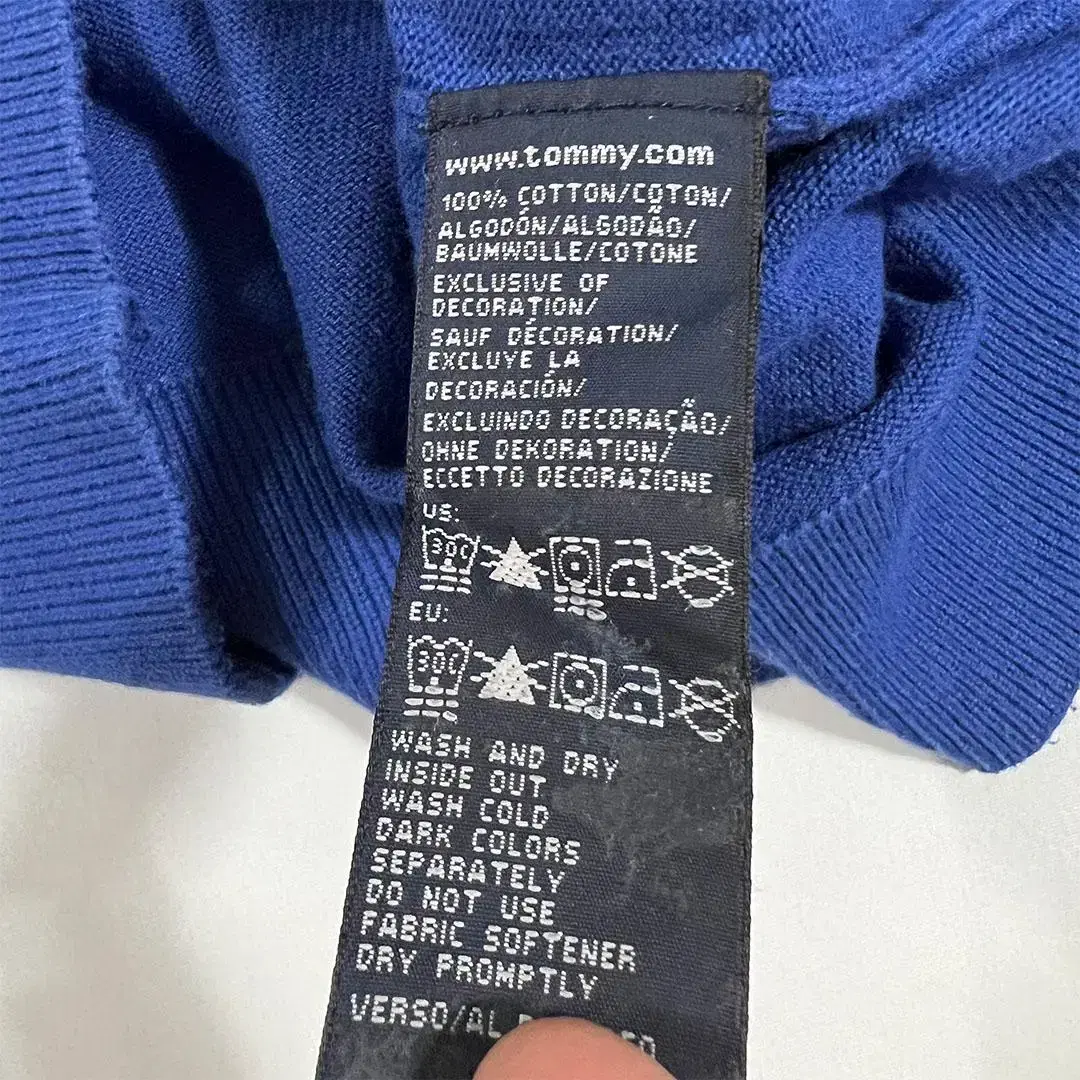 www.tommy.com
100% COTTON/COTON/
ALGODÓN/ALGODÃO/
BAUMWOLLE/COTONE
EXCLUSIVE OF
DECORATION/
SAUF DÉCORATION/
EXCLUYE LA
DECORACIÓN/
EXCLUINDO DECORAÇÃO/
OHNE DEKORATION/
ECCETTO DECORAZIONE
US:
30C
EU:
30C
WASH AND DRY
INSIDE OUT
WASH COLD
DARK COLORS
SEPARATELY
DO NOT USE
FABRIC SOFTENER
DRY PROMPTLY
VERSO/AL